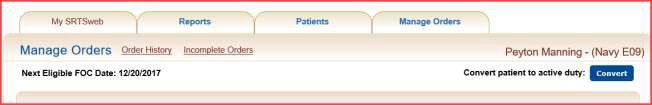 My SRTSweb Reports Patients Manage Orders
Manage Orders Order History Incomplete Orders Peyton Manning - (Navy E09)
Next Eligible FOC Date: 12/20/2017 Convert patient to active duty: Convert